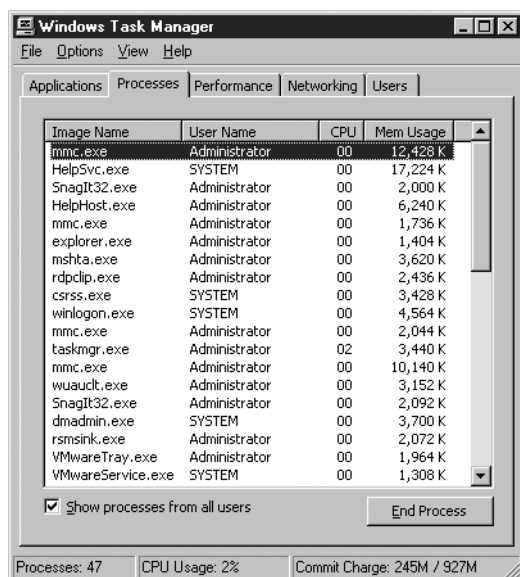 Windows Task Manager
File Options View Help
Applications Processes Performance Networking Users
Image Name User Name CPU Mem Usage
mmc.exe Administrator 00 12,428 K
HelpSvc.exe SYSTEM 00 17,224 K
SnagIt32.exe Administrator 00 2,000 K
HelpHost.exe Administrator 00 6,240 K
mmc.exe Administrator 00 1,736 K
explorer.exe Administrator 00 1,404 K
mshta.exe Administrator 00 3,620 K
rdpclip.exe Administrator 00 2,436 K
csrss.exe SYSTEM 00 3,428 K
winlogon.exe SYSTEM 00 4,564 K
mmc.exe Administrator 00 2,044 K
taskmgr.exe Administrator 02 3,440 K
mmc.exe Administrator 00 10,140 K
wuauclt.exe Administrator 00 3,152 K
SnagIt32.exe Administrator 00 2,092 K
dmadmin.exe SYSTEM 00 3,700 K
rsmsink.exe Administrator 00 2,072 K
VMwareTray.exe Administrator 00 1,964 K
VMwareService.exe SYSTEM 00 1,308 K
Show processes from all users End Process
Processes: 47 CPU Usage: 2% Commit Charge: 245M / 927M